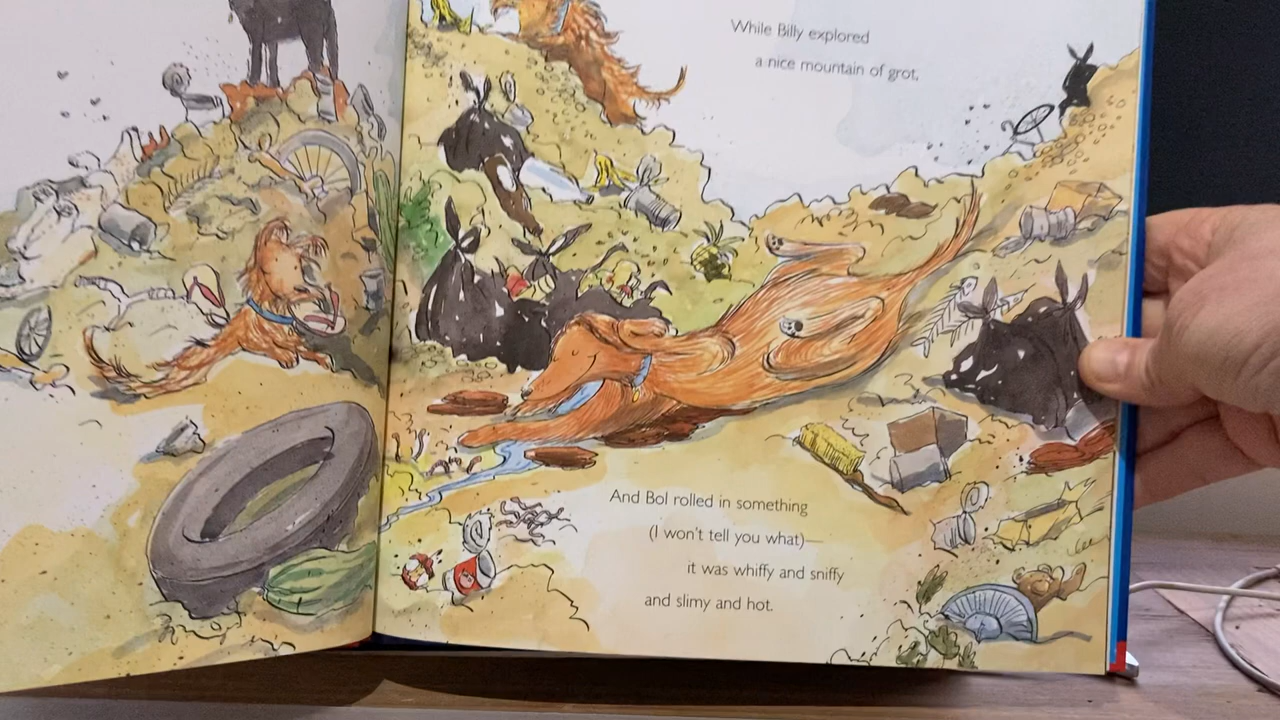 While Billy explored
a nice mountain of grot,
And Bol rolled in something
(I won't tell you what)—
it was whiffy and sniffy
and slimy and hot.